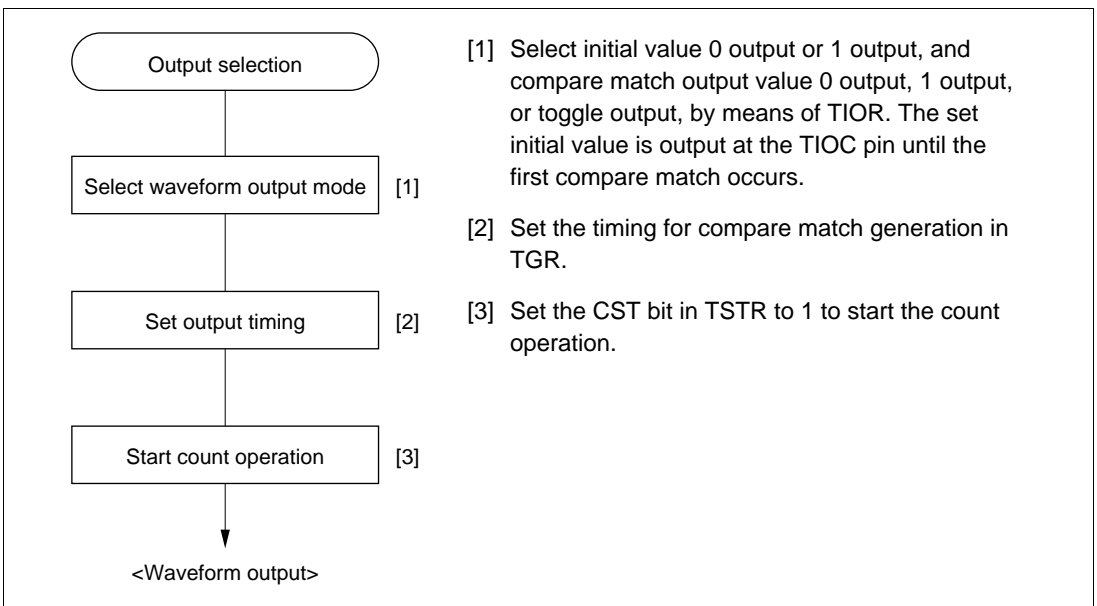 Output selection
Select waveform output mode [1]
Set output timing [2]
Start count operation [3]
<Waveform output>
[1] Select initial value 0 output or 1 output, and
compare match output value 0 output, 1 output,
or toggle output, by means of TIOR. The set
initial value is output at the TIOC pin until the
first compare match occurs.
[2] Set the timing for compare match generation in
TGR.
[3] Set the CST bit in TSTR to 1 to start the count
operation.